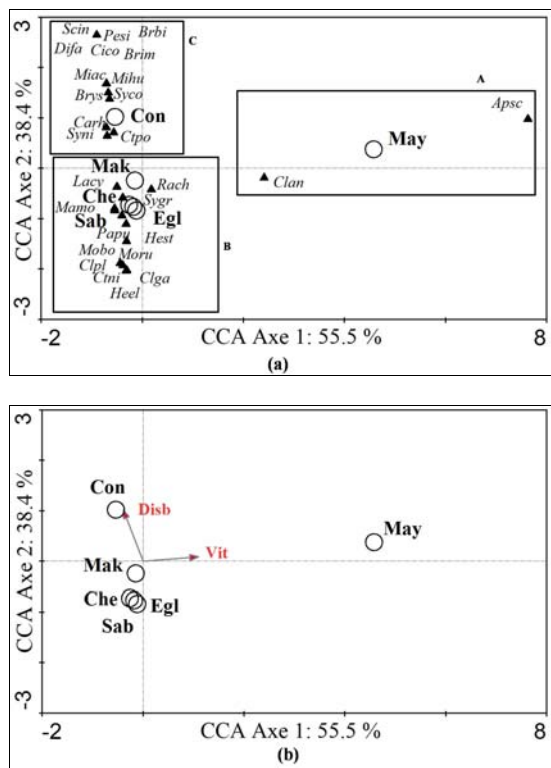 3
Scin Pesi Brbi
Difa Cico Brim
C
Miac Mihu
Brys Syco
Con
Carh
Syni Ctpo
A
Apsc
May
Clan
Mak
Lacy Rach
Che Sygr
Mamo
Sab Egl
Papu Hest
B
Mobo Moru
Clpl
Ctni Clga
Heel
CCA Axe 2: 38.4 %
-3
-2
CCA Axe 1: 55.5 %
8
(a)
3
Con
Disb
May
Vit
Mak
Che Egl
Sab
CCA Axe 2: 38.4 %
-3
-2
CCA Axe 1: 55.5 %
8
(b)